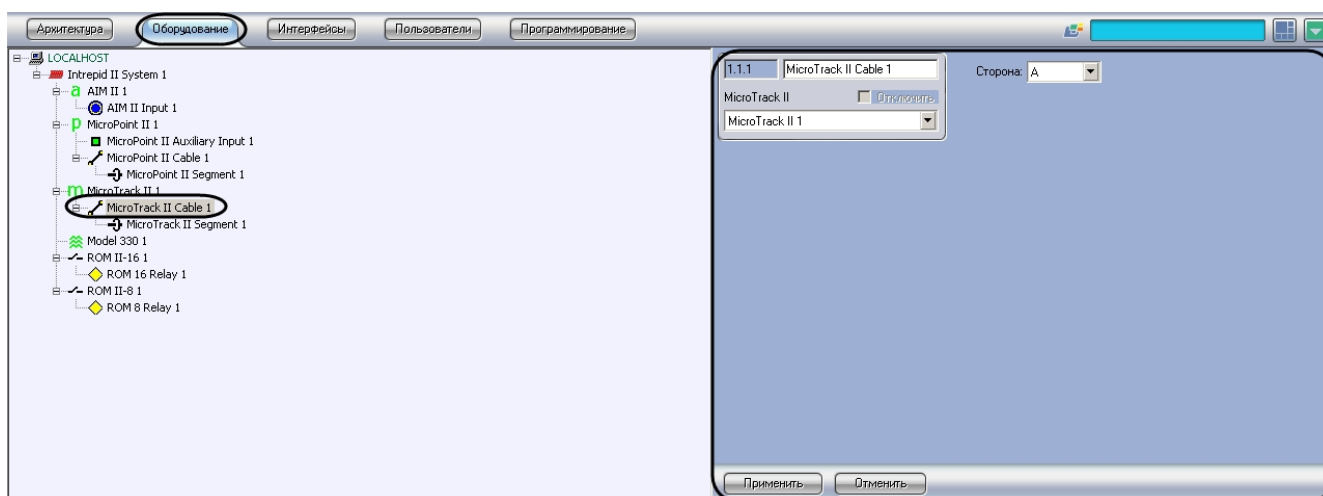 Архитектура Оборудование Интерфейсы Пользователи Программирование
LOCALHOST
Intrepid II System 1
AIM II 1
AIM II Input 1
MicroPoint II 1
MicroPoint II Auxiliary Input 1
MicroPoint II Cable 1
MicroPoint II Segment 1
MicroTrack II 1
MicroTrack II Cable 1
MicroTrack II Segment 1
Model 330 1
ROM II-16 1
ROM 16 Relay 1
ROM II-8 1
ROM 8 Relay 1
1.1.1 MicroTrack II Cable 1 Сторона: A
MicroTrack II Отключить
MicroTrack II 1
Применить Отменить